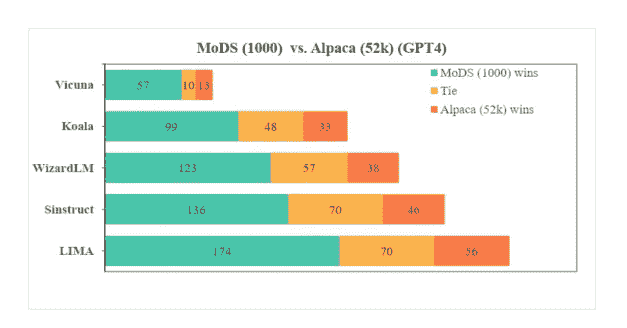 MoDS (1000) vs. Alpaca (52k) (GPT4)
Vicuna 57 10 13
Koala 99 48 33
WizardLM 123 57 38
Sinstruct 136 70 46
LIMA 174 70 56
MoDS (1000) wins
Tie
Alpaca (52k) wins